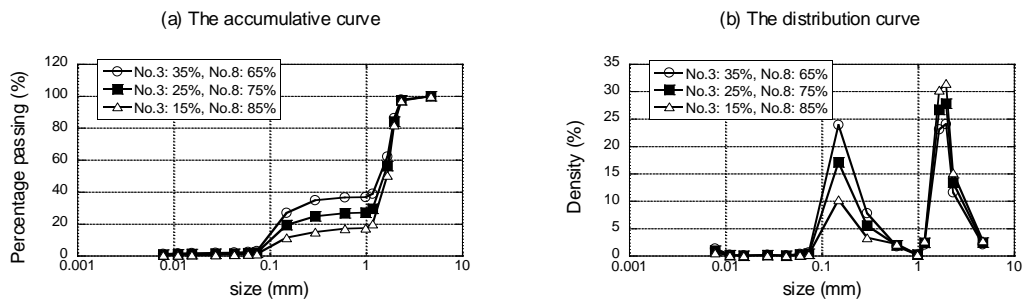 (a) The accumulative curve
Percentage passing (%)
120
100
80
60
40
20
0
No.3: 35%, No.8: 65%
No.3: 25%, No.8: 75%
No.3: 15%, No.8: 85%
0.001
0.01
0.1
1
10
size (mm)
(b) The distribution curve
Density (%)
35
30
25
20
15
10
5
0
No.3: 35%, No.8: 65%
No.3: 25%, No.8: 75%
No.3: 15%, No.8: 85%
0.001
0.01
0.1
1
10
size (mm)